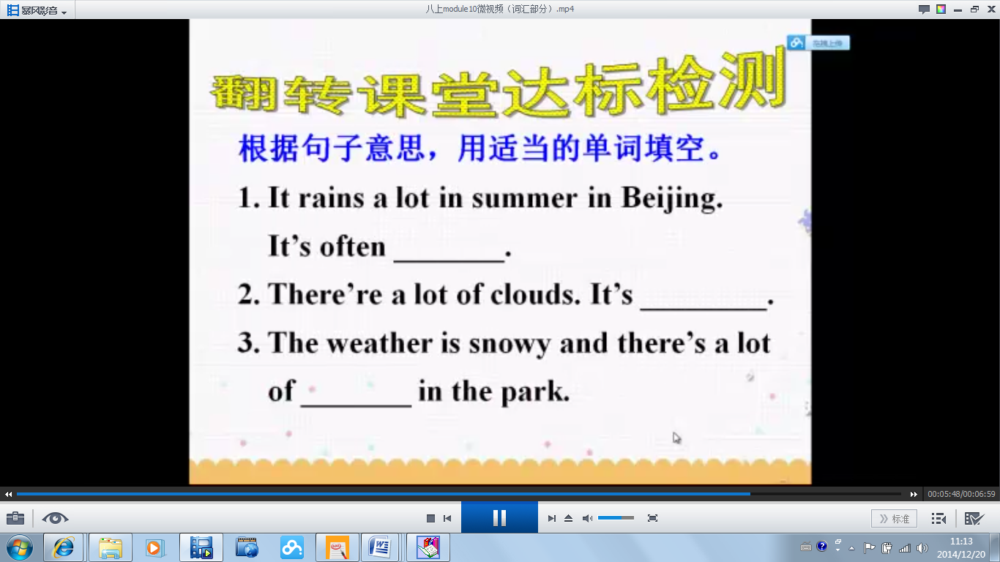 暴风影音
八上module10微视频（词汇部分）.mp4
拖拽上传
翻转课堂达标检测
根据句子意思，用适当的单词填空。
1. It rains a lot in summer in Beijing.
It's often ________.
2. There're a lot of clouds. It's _________.
3. The weather is snowy and there's a lot
of ________ in the park.
00:05:48/00:06:59
标准
11:13
2014/12/20